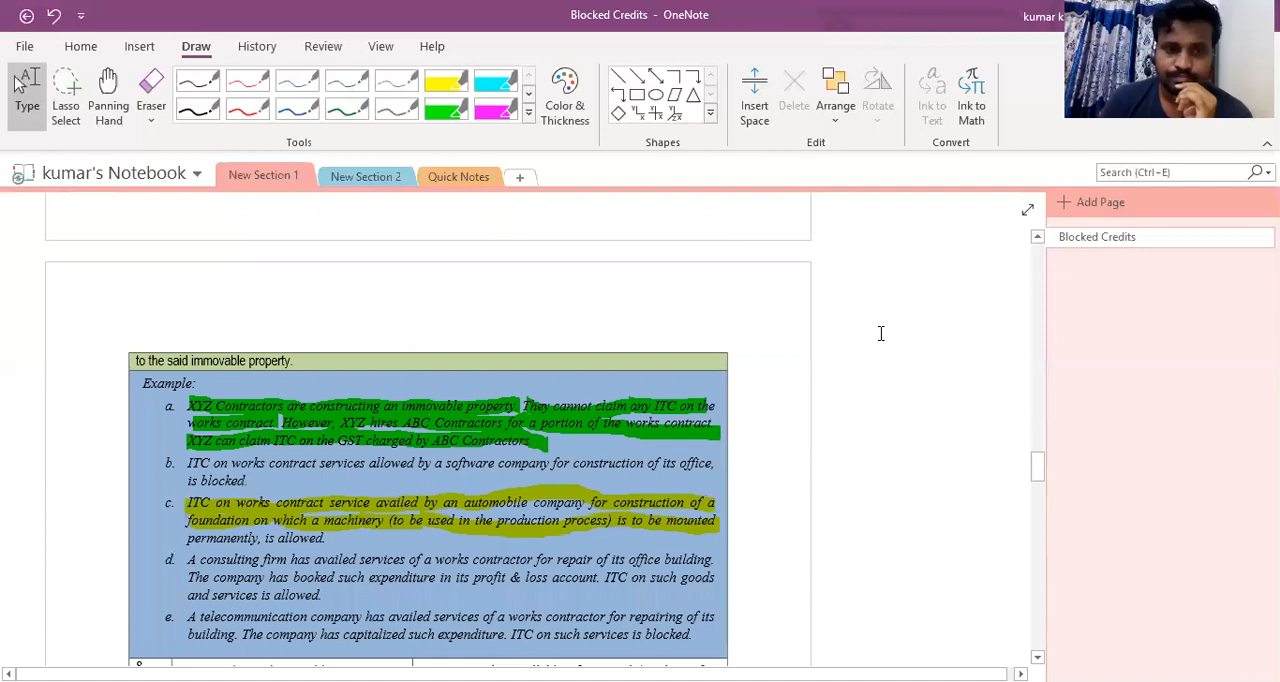 Blocked Credits - OneNote
kumar k
File Home Insert Draw History Review View Help
Type
Lasso Select
Panning Hand
Eraser
Color & Thickness
Insert Space
Delete
Arrange
Rotate
Ink to Text
Ink to Math
Tools
Shapes
Edit
Convert
kumar's Notebook
New Section 1
New Section 2
Quick Notes
Search (Ctrl+E)
Add Page
Blocked Credits
to the said immovable property.
Example:
a. XYZ Contractors are constructing an immovable property. They cannot claim any ITC on the
works contract. However, XYZ hires ABC Contractors for a portion of the works contract.
XYZ can claim ITC on the GST charged by ABC Contractors.
b. ITC on works contract services allowed by a software company for construction of its office,
is blocked.
c. ITC on works contract service availed by an automobile company for construction of a
foundation on which a machinery (to be used in the production process) is to be mounted
permanently, is allowed.
d. A consulting firm has availed services of a works contractor for repair of its office building.
The company has booked such expenditure in its profit & loss account. ITC on such goods
and services is allowed.
e. A telecommunication company has availed services of a works contractor for repairing of its
building. The company has capitalized such expenditure. ITC on such services is blocked.